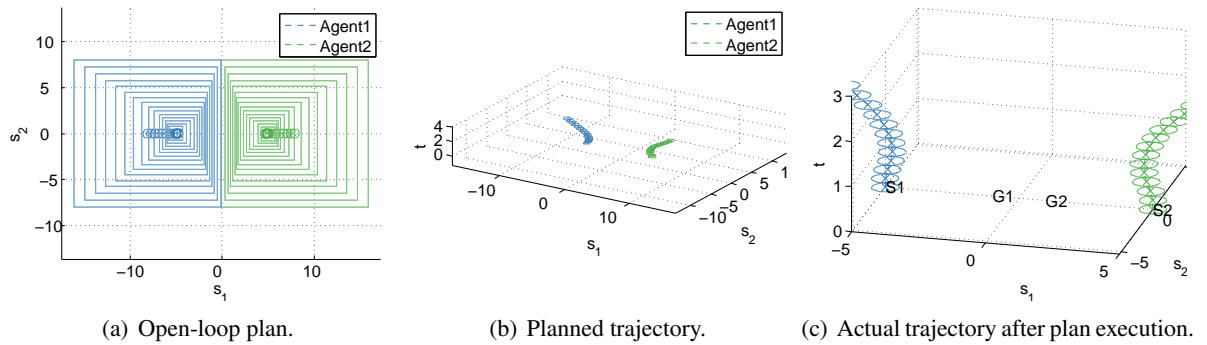 Agent1
Agent2
10
5
0
−5
−10
s2
−10
0
10
s1
(a) Open-loop plan.
Agent1
Agent2
4
2
0
t
−10
0
10
s1
−10
−5
0
5
1
s2
(b) Planned trajectory.
3
2
1
0
t
S1
G1
G2
S2
0
−5
0
5
s1
−5
s2
(c) Actual trajectory after plan execution.